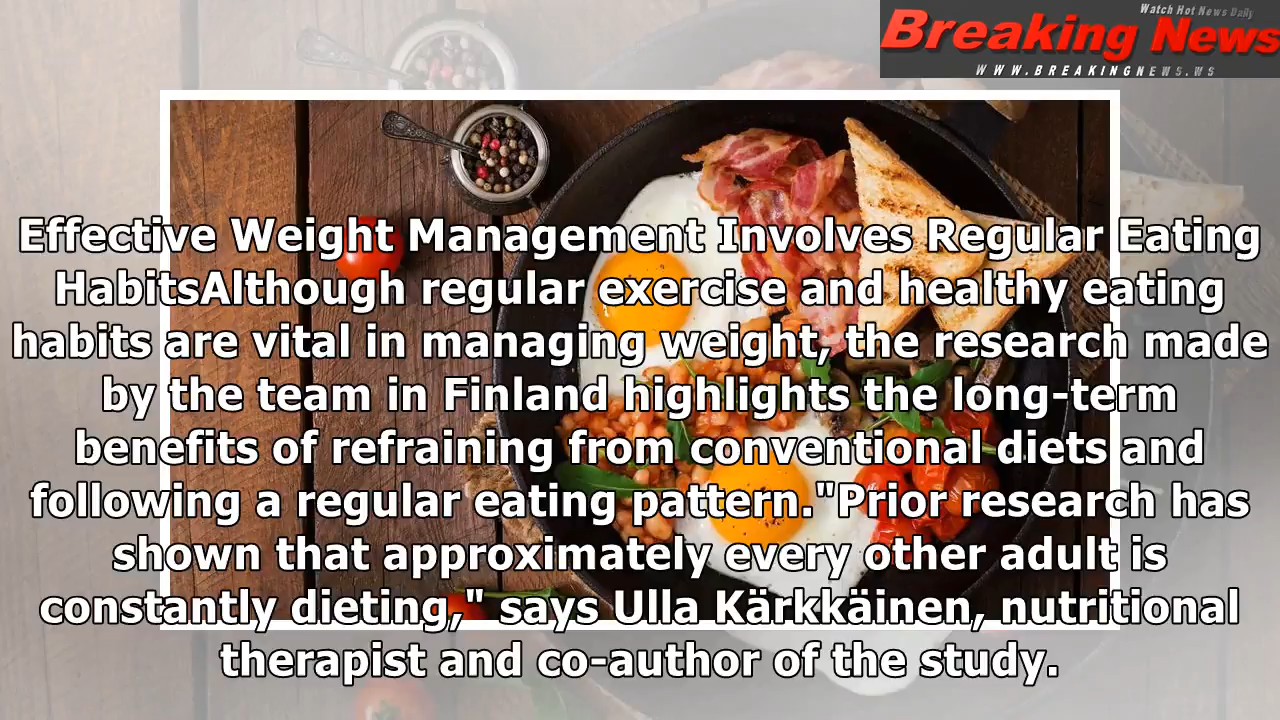 Watch Hot News Daily
Breaking News
WWW.BREAKINGNEWS.WS
Effective Weight Management Involves Regular Eating
HabitsAlthough regular exercise and healthy eating
habits are vital in managing weight, the research made
by the team in Finland highlights the long-term
benefits of refraining from conventional diets and
following a regular eating pattern."Prior research has
shown that approximately every other adult is
constantly dieting," says Ulla Kärkkäinen, nutritional
therapist and co-author of the study.